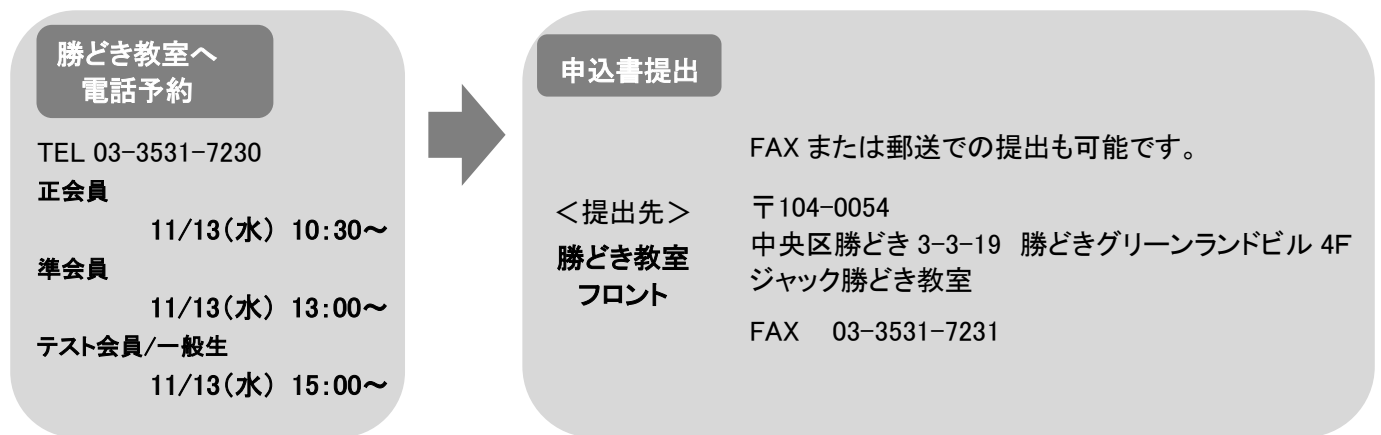 勝どき教室へ
電話予約
TEL 03-3531-7230
正会員
11/13(水) 10:30～
準会員
11/13(水) 13:00～
テスト会員/一般生
11/13(水) 15:00～
申込書提出
FAX または郵送での提出も可能です。
＜提出先＞
勝どき教室
フロント
〒104-0054
中央区勝どき 3-3-19 勝どきグリーンランドビル 4F
ジャック勝どき教室
FAX 03-3531-7231